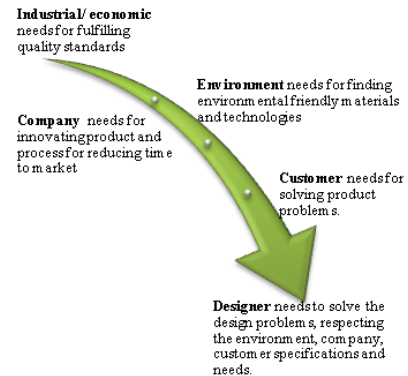 Industrial/ economic
needs for fulfilling
quality standards
Environment needs for finding
environmental friendly materials
and technologies
Company needs for
innovating product and
process for reducing time
to market
Customer needs for
solving product
problems.
Designer needs to solve the
design problems, respecting
the environment, company,
customer specifications and
needs.